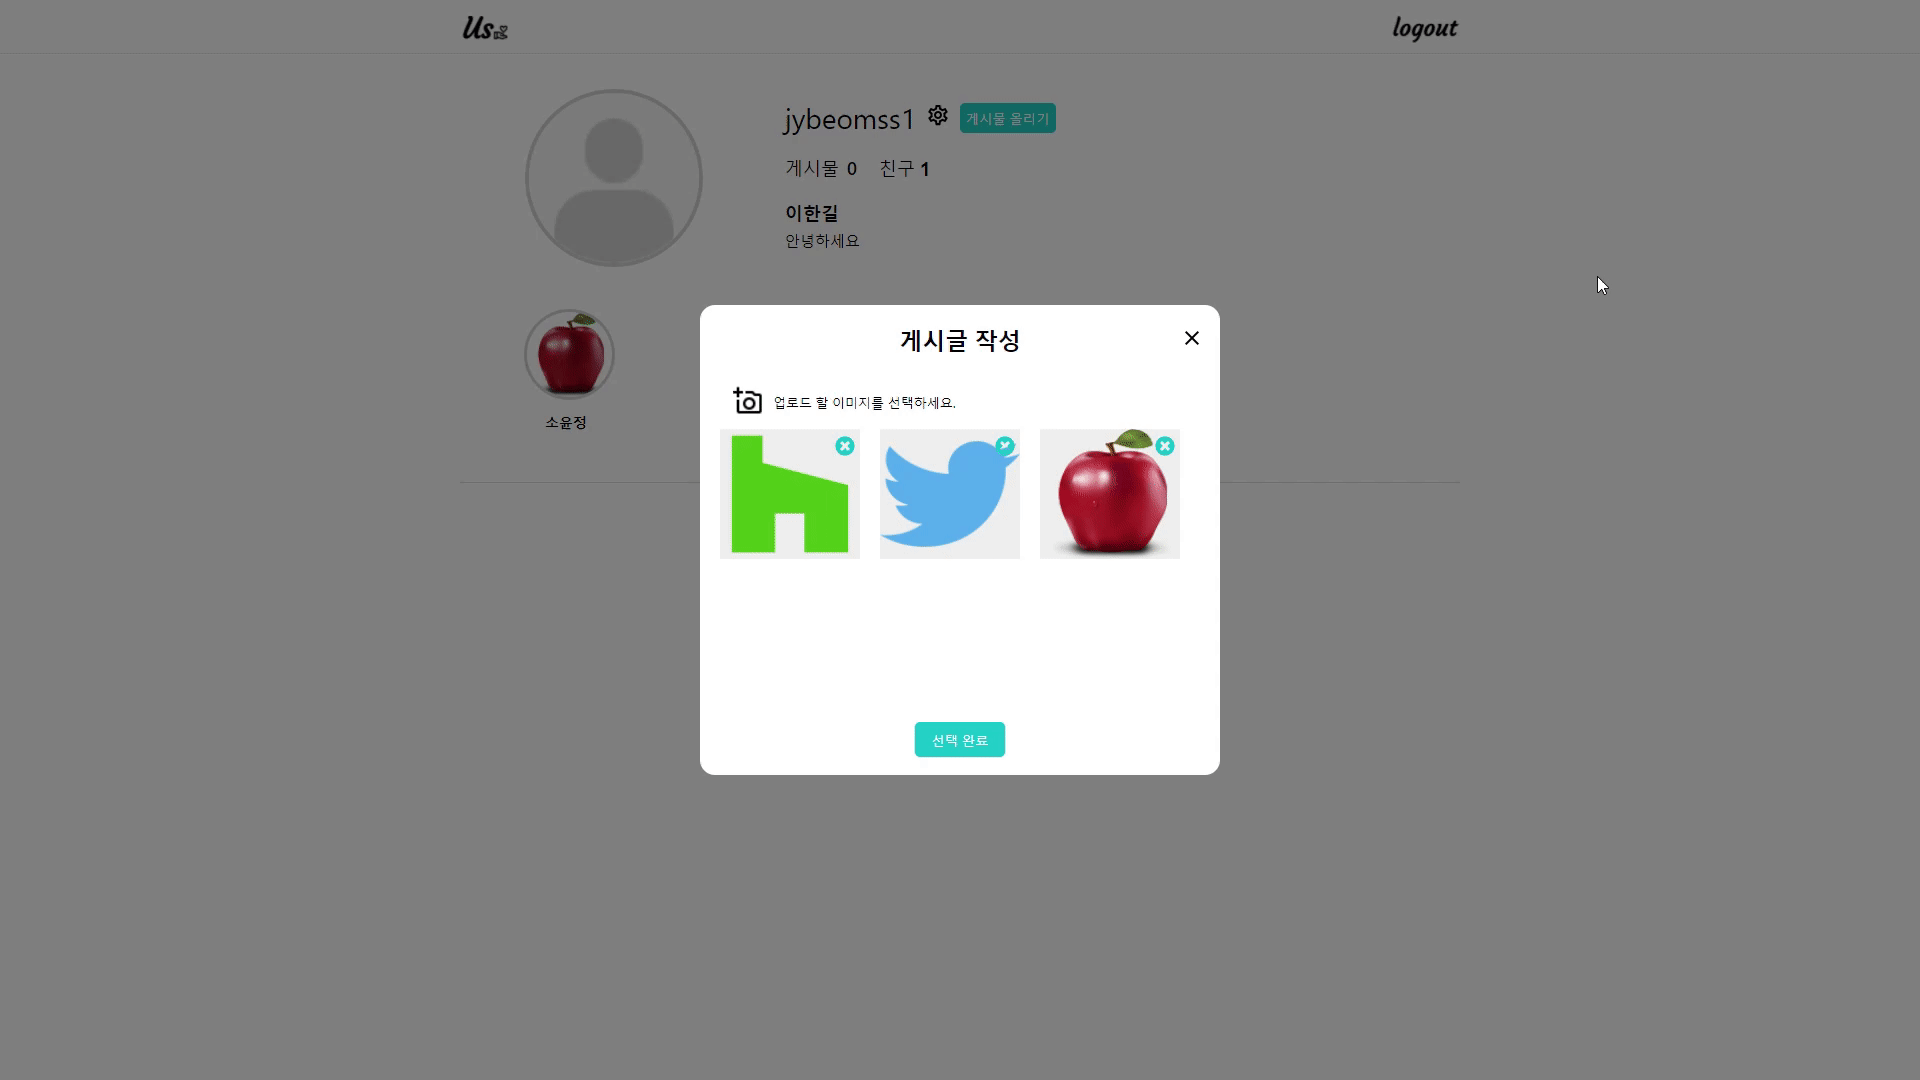 Us
logout
jybeomss1
게시물 올리기
게시물 0 친구 1
이한길
안녕하세요
소윤정
게시글 작성
업로드 할 이미지를 선택하세요.
선택 완료